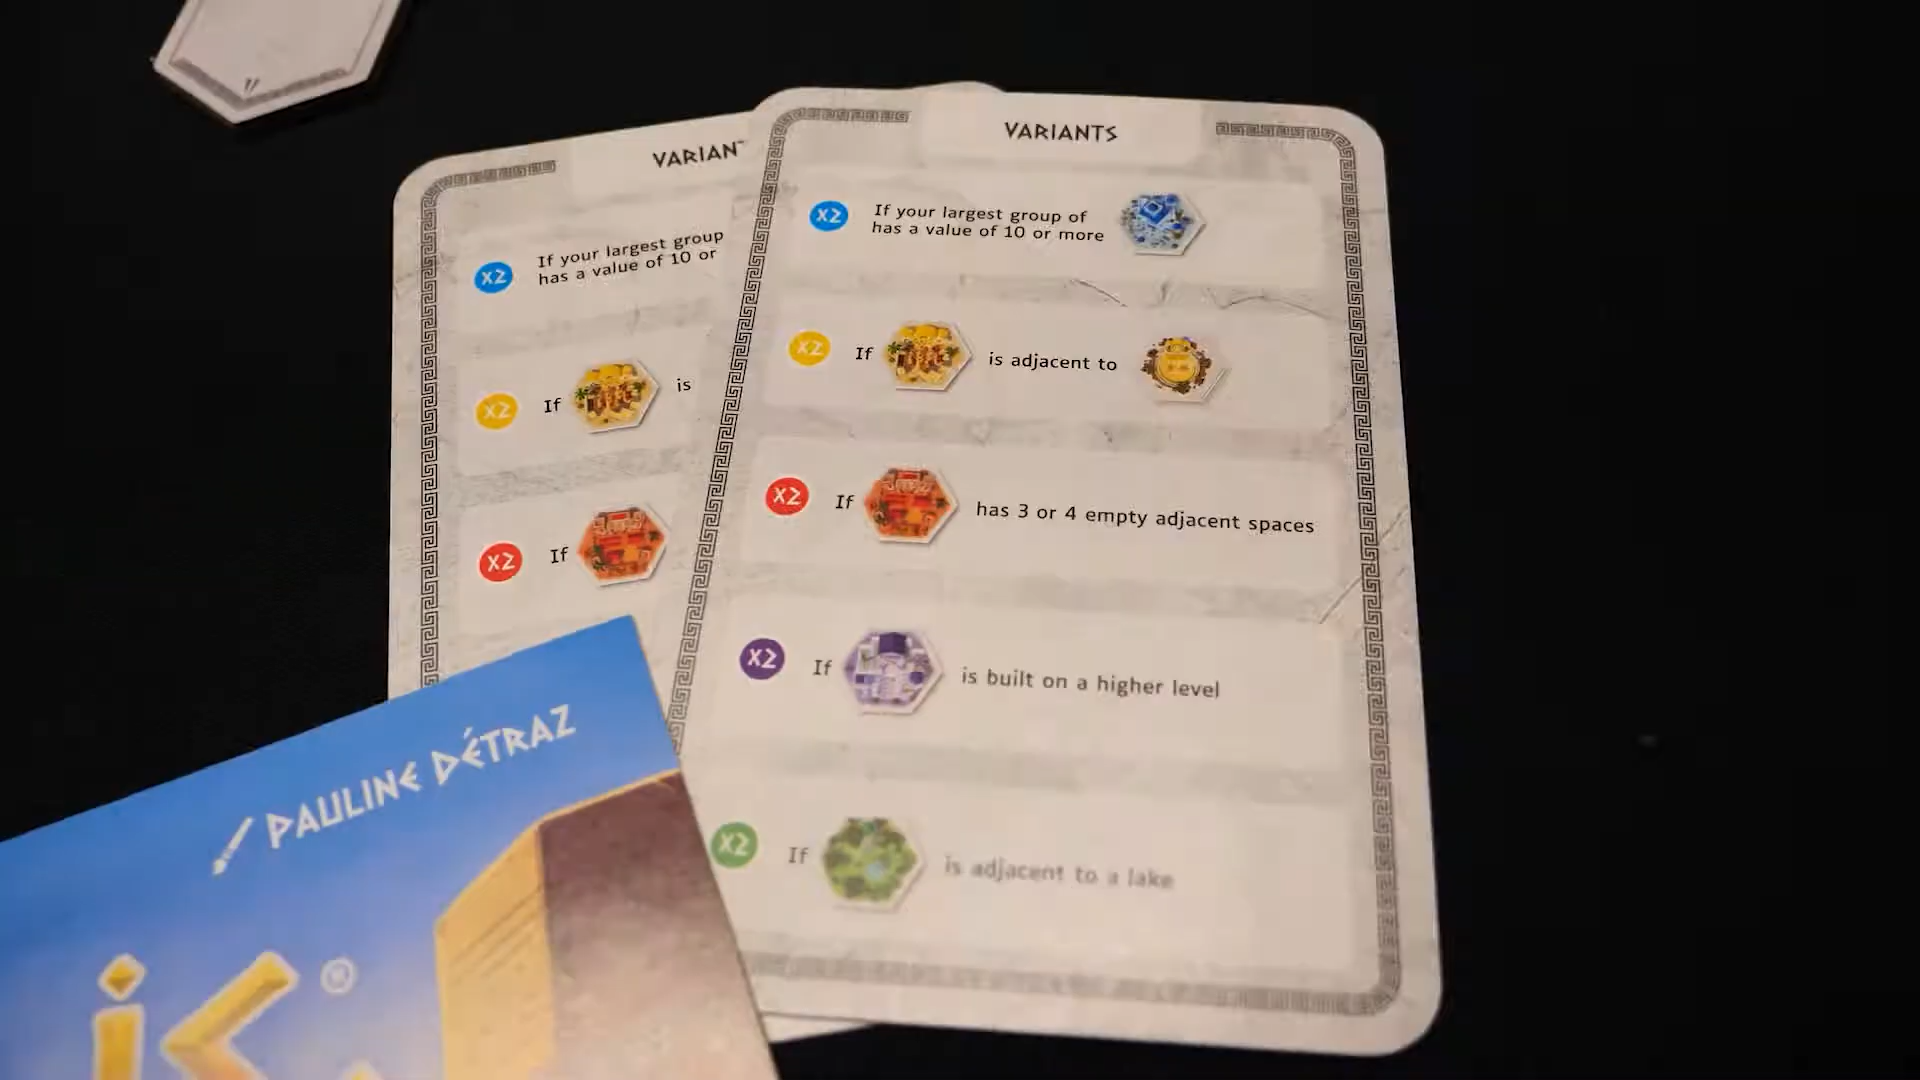 VARIAN
X2
If your largest group
has a value of 10 or
X2
If
is
X2
If
VARIANTS
X2
If your largest group of
has a value of 10 or more
X2
If
is adjacent to
X2
If
has 3 or 4 empty adjacent spaces
X2
If
is built on a higher level
X2
If
is adjacent to a lake
PAULINE DÉTRAZ
is®